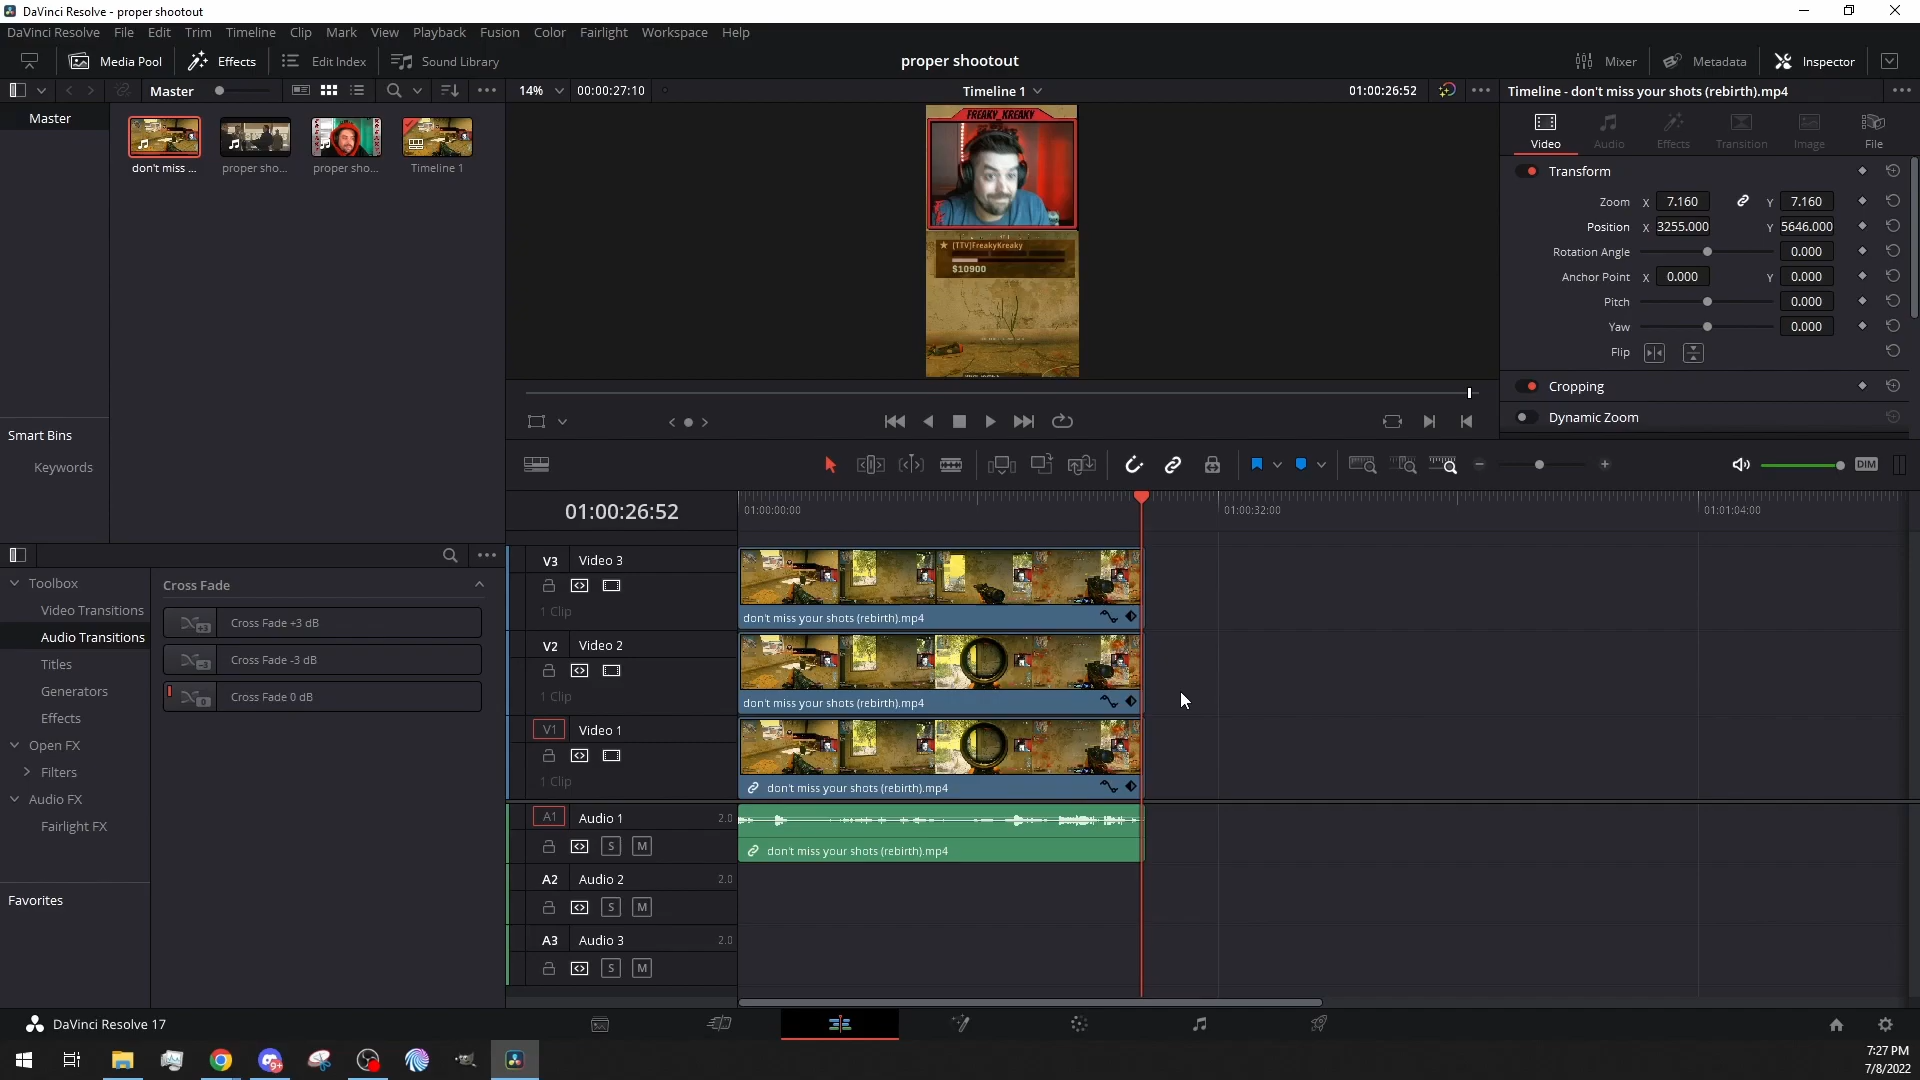 DaVinci Resolve - proper shootout
DaVinci Resolve File Edit Trim Timeline Clip Mark View Playback Fusion Color Fairlight Workspace Help
Media Pool Effects Edit Index Sound Library proper shootout Mixer Metadata Inspector
Master 14% 00:00:27:10 Timeline 1 01:00:26:52 Timeline - don't miss your shots (rebirth).mp4
Master
don't miss ... proper sho... proper sho... Timeline 1
FREAKY_KREAKY
[TTV]FreakyKreaky
$10900
Video Audio Effects Transition Image File
Transform
Zoom X 7.160 Y 7.160
Position X 3255.000 Y 5646.000
Rotation Angle 0.000
Anchor Point X 0.000 Y 0.000
Pitch 0.000
Yaw 0.000
Flip
Cropping
Dynamic Zoom
Smart Bins
Keywords
DIM
01:00:26:52 01:00:00:00 01:00:32:00 01:01:04:00
Toolbox
Video Transitions
Audio Transitions
Titles
Generators
Effects
Open FX
Filters
Audio FX
Fairlight FX
Favorites
Cross Fade
+3 Cross Fade +3 dB
-3 Cross Fade -3 dB
0 Cross Fade 0 dB
V3 Video 3
1 Clip
don't miss your shots (rebirth).mp4
V2 Video 2
1 Clip
don't miss your shots (rebirth).mp4
V1 Video 1
1 Clip
don't miss your shots (rebirth).mp4
A1 Audio 1 2.0
S M
don't miss your shots (rebirth).mp4
A2 Audio 2 2.0
S M
A3 Audio 3 2.0
S M
DaVinci Resolve 17
9+
7:27 PM
7/8/2022